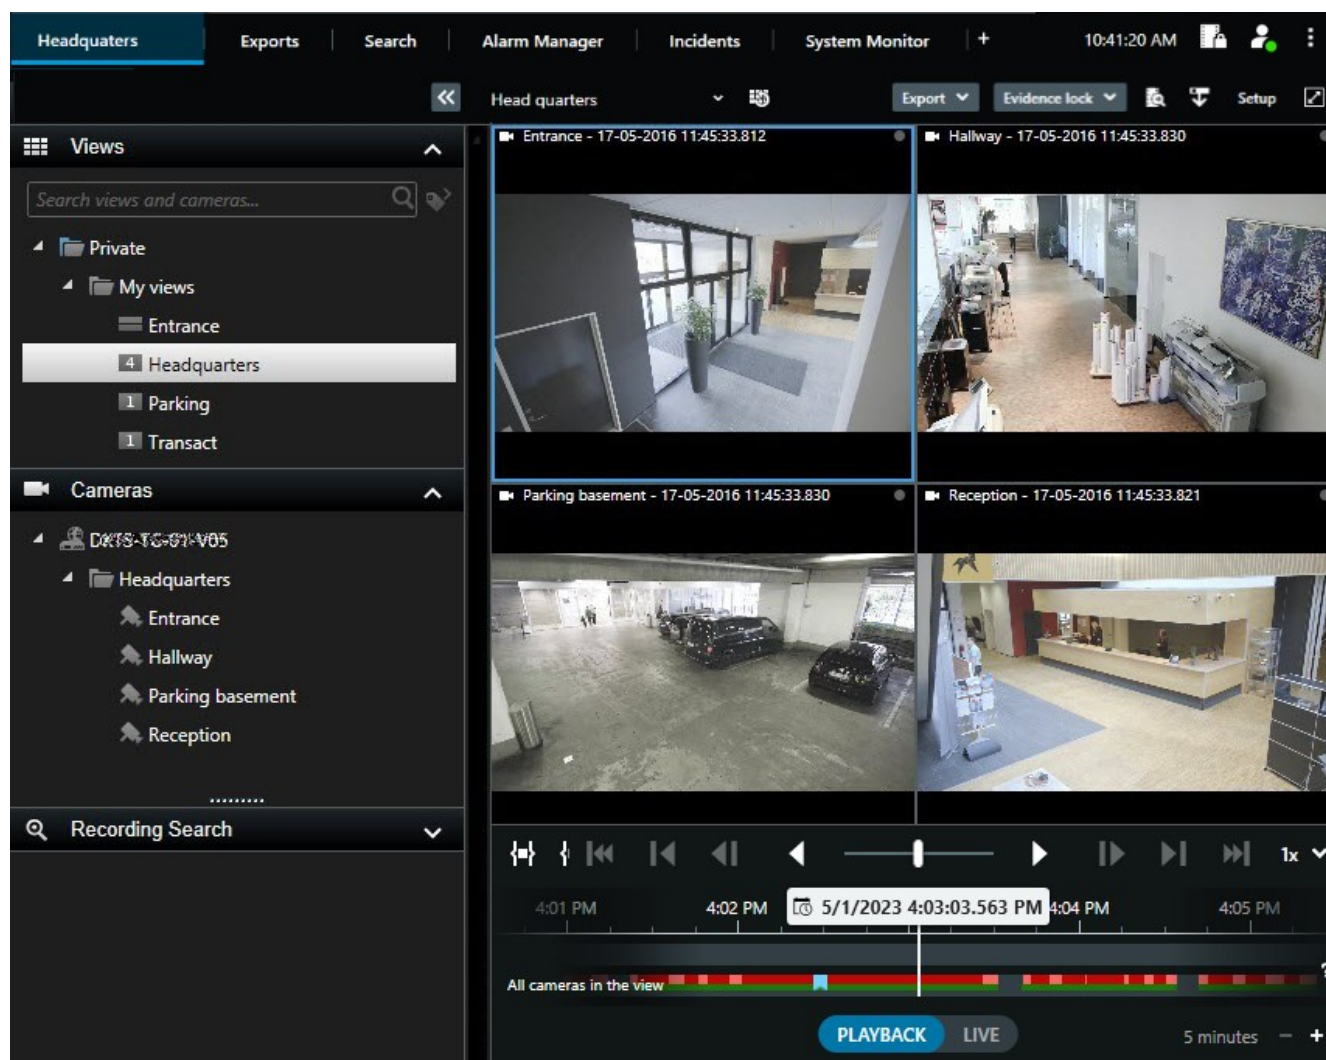 Headquaters Exports Search Alarm Manager Incidents System Monitor + 10:41:20 AM
Head quarters Export Evidence lock Setup
Views
Search views and cameras...
Private
My views
Entrance
4 Headquarters
1 Parking
1 Transact
Cameras
Headquarters
Entrance
Hallway
Parking basement
Reception
Recording Search
Entrance - 17-05-2016 11:45:33.812
Hallway - 17-05-2016 11:45:33.830
Parking basement - 17-05-2016 11:45:33.830
Reception - 17-05-2016 11:45:33.821
1x
4:01 PM 4:02 PM 5/1/2023 4:03:03.563 PM 4:04 PM 4:05 PM
All cameras in the view
PLAYBACK LIVE
5 minutes − +